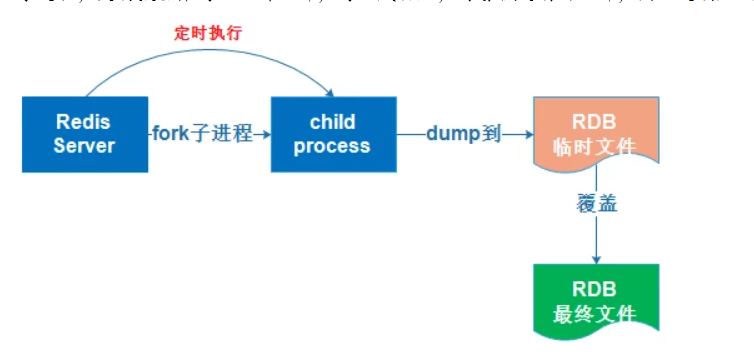 定时执行
Redis
Server
fork子进程
child
process
dump到
RDB
临时文件
覆盖
RDB
最终文件